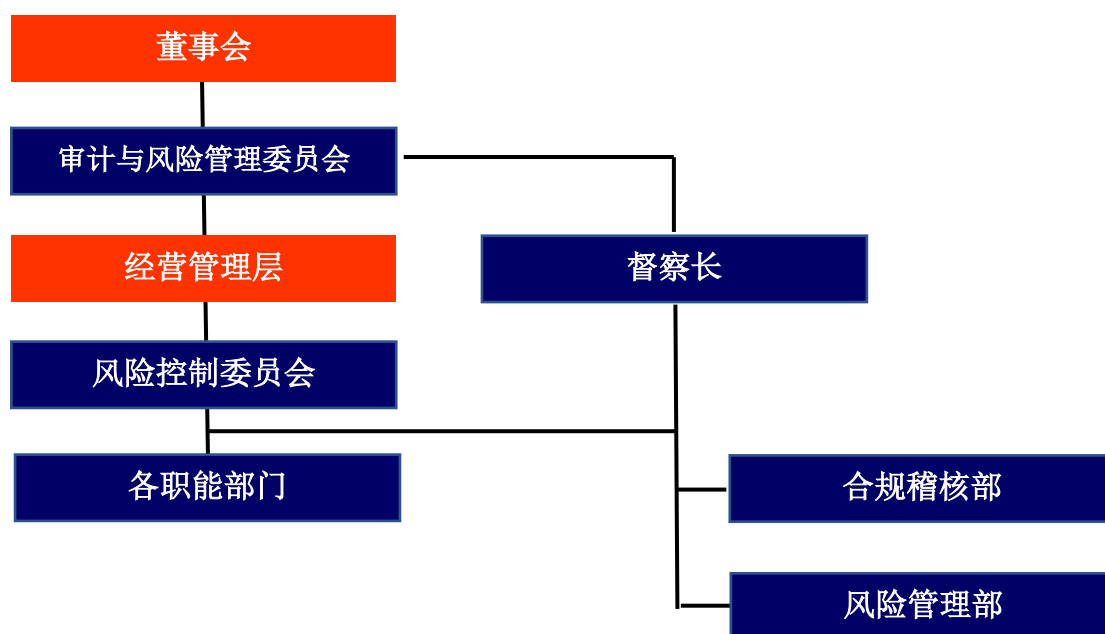 董事会
审计与风险管理委员会
经营管理层
督察长
风险控制委员会
各职能部门
合规稽核部
风险管理部